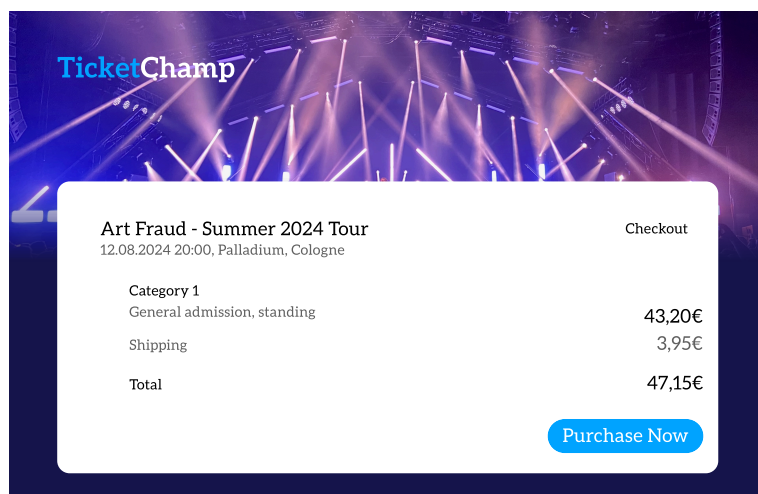 TicketChamp
Art Fraud - Summer 2024 Tour
Checkout
12.08.2024 20:00, Palladium, Cologne
Category 1
General admission, standing
43,20€
Shipping
3,95€
Total
47,15€
Purchase Now